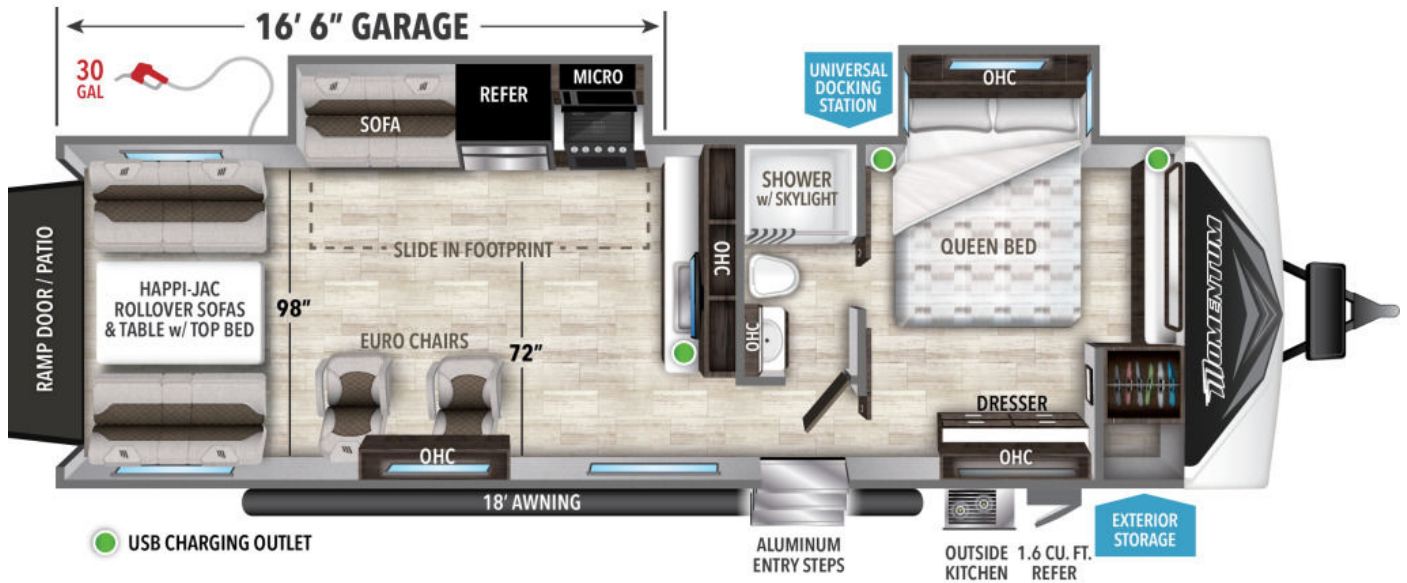 16' 6" GARAGE
30
GAL
SOFA
REFER
MICRO
UNIVERSAL
DOCKING
STATION
OHC
SHOWER
w/ SKYLIGHT
QUEEN BED
SLIDE IN FOOTPRINT
OHC
RAMP DOOR / PATIO
HAPPI-JAC
ROLLOVER SOFAS
& TABLE w/ TOP BED
98"
EURO CHAIRS
72"
OHC
MOMENTUM
DRESSER
OHC
OHC
18' AWNING
USB CHARGING OUTLET
ALUMINUM
ENTRY STEPS
OUTSIDE
KITCHEN
1.6 CU. FT.
REFER
EXTERIOR
STORAGE